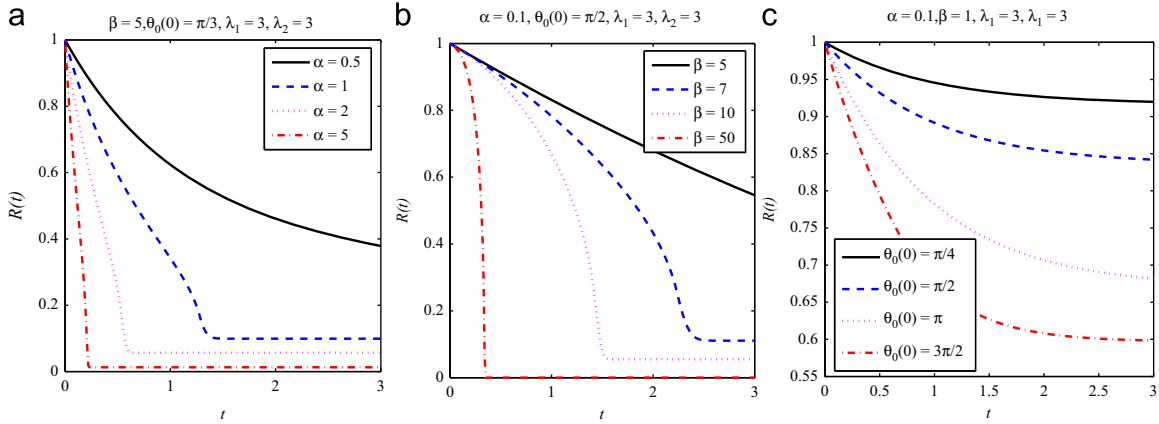 a
β = 5,θ₀(0) = π/3, λ₁ = 3, λ₂ = 3
1
0.8
0.6
0.4
0.2
0
R(t)
α = 0.5
α = 1
α = 2
α = 5
0 1 2 3
t
b
α = 0.1, θ₀(0) = π/2, λ₁ = 3, λ₂ = 3
1
0.8
0.6
0.4
0.2
0
R(t)
β = 5
β = 7
β = 10
β = 50
0 1 2 3
t
c
α = 0.1,β = 1, λ₁ = 3, λ₁ = 3
1
0.95
0.9
0.85
0.8
0.75
0.7
0.65
0.6
0.55
R(t)
θ₀(0) = π/4
θ₀(0) = π/2
θ₀(0) = π
θ₀(0) = 3π/2
0 0.5 1 1.5 2 2.5 3
t